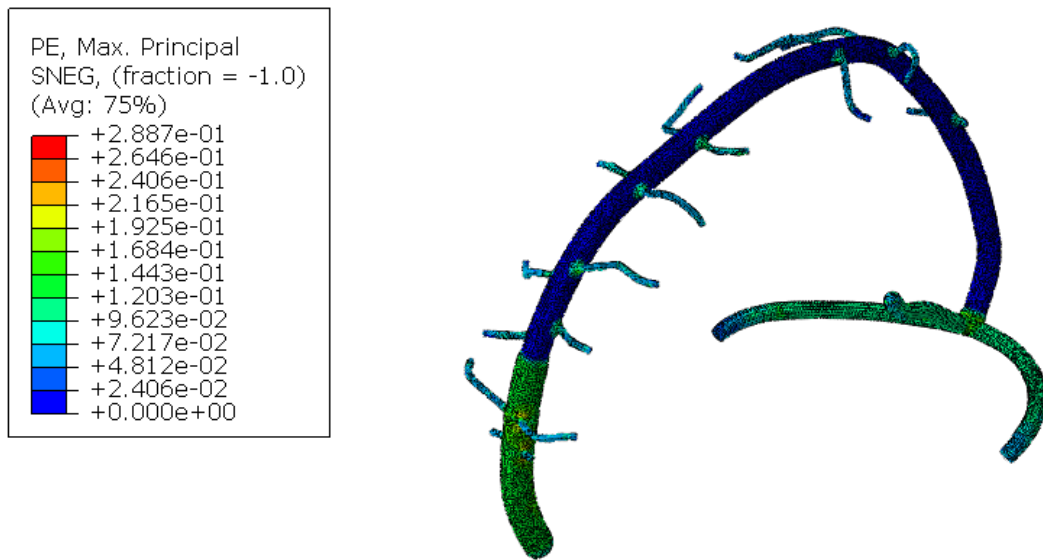 PE, Max. Principal
SNEG, (fraction = -1.0)
(Avg: 75%)
+2.887e-01
+2.646e-01
+2.406e-01
+2.165e-01
+1.925e-01
+1.684e-01
+1.443e-01
+1.203e-01
+9.623e-02
+7.217e-02
+4.812e-02
+2.406e-02
+0.000e+00